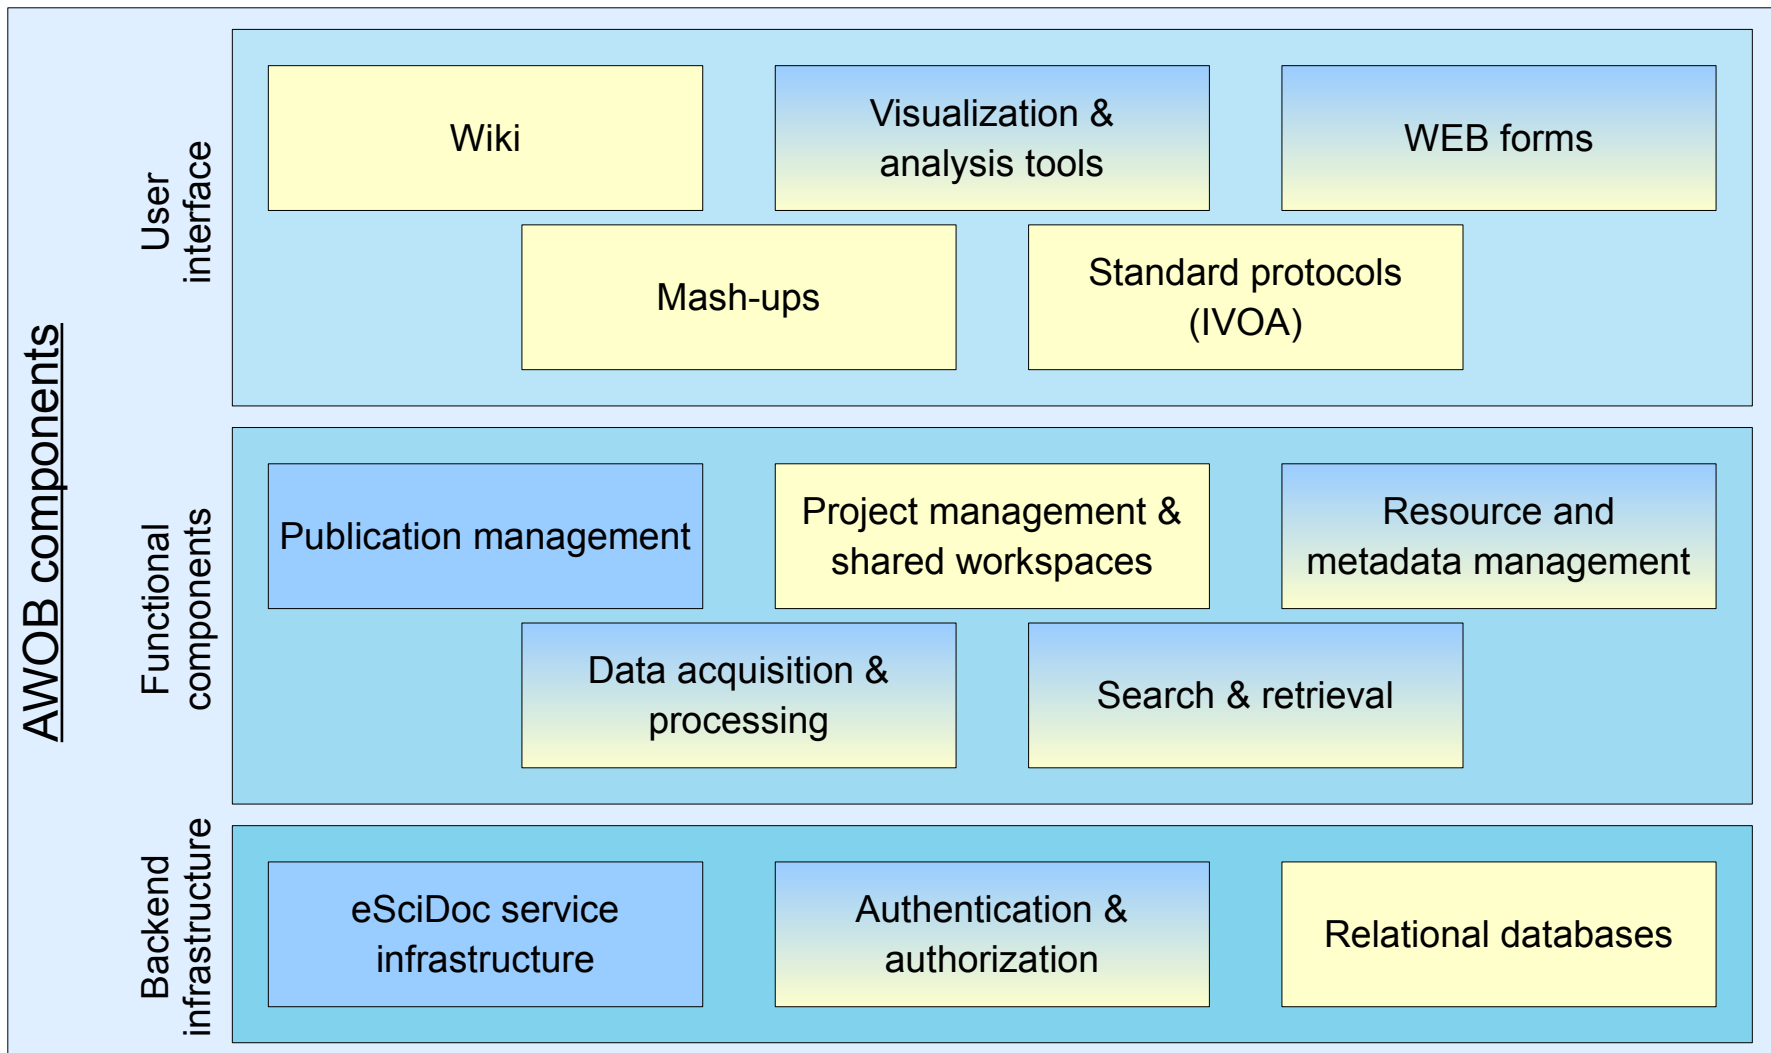 AWOB components
User
interface
Wiki
Visualization &
analysis tools
WEB forms
Mash-ups
Standard protocols
(IVOA)
Functional
components
Publication management
Project management &
shared workspaces
Resource and
metadata management
Data acquisition &
processing
Search & retrieval
Backend
infrastructure
eSciDoc service
infrastructure
Authentication &
authorization
Relational databases